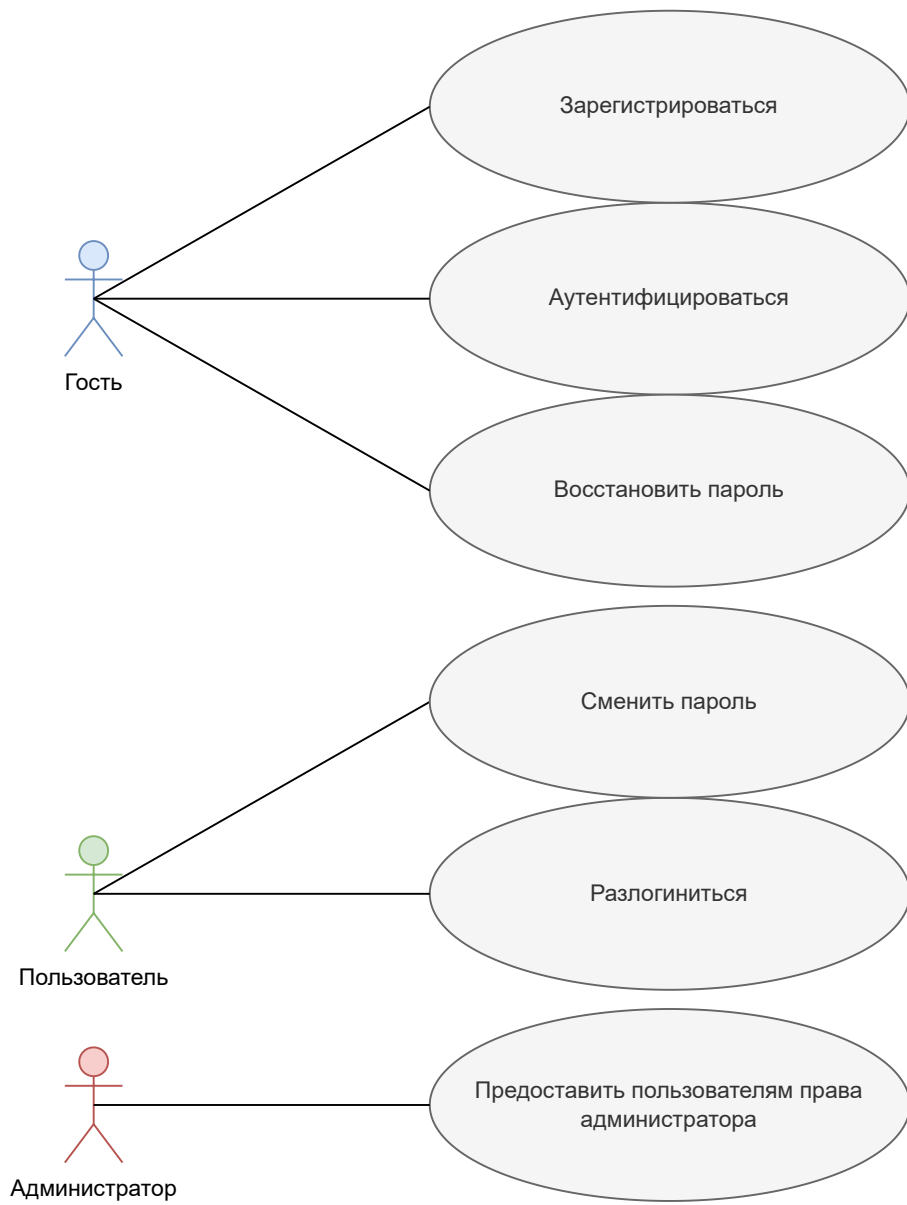 Зарегистрироваться
Аутентифицироваться
Гость
Восстановить пароль
Сменить пароль
Разлогиниться
Пользователь
Предоставить пользователям права
администратора
Администратор